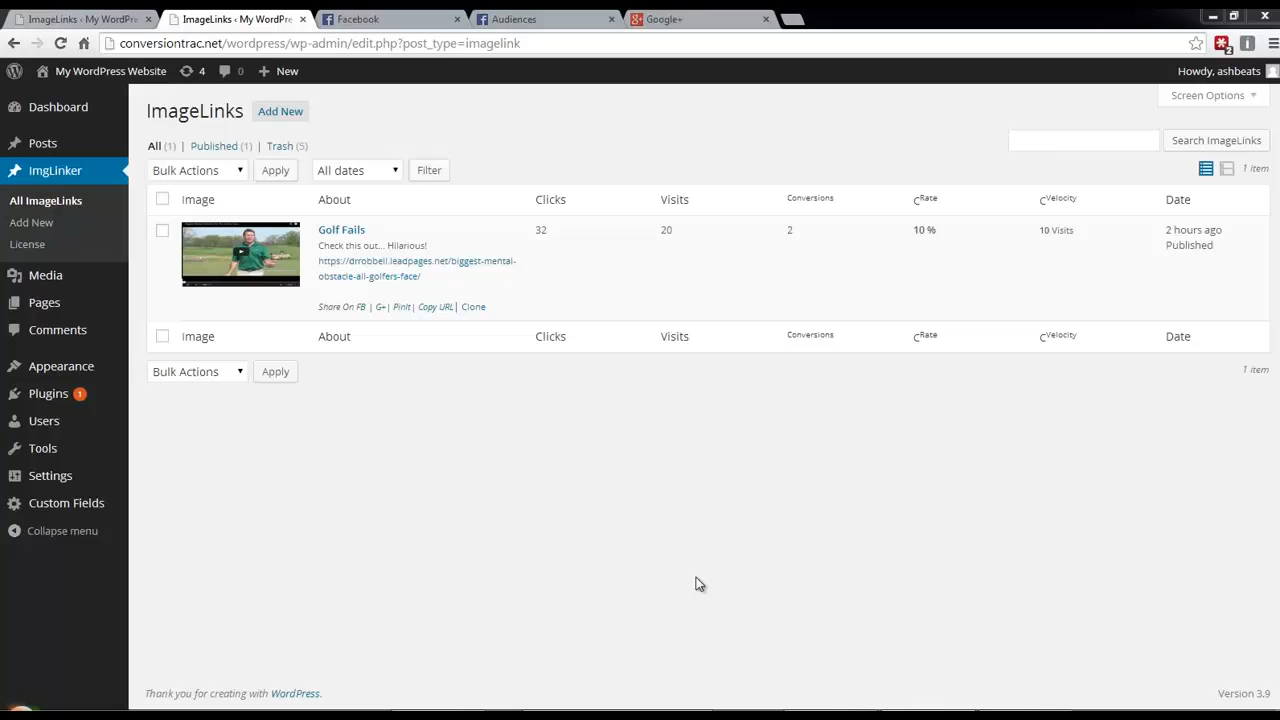 ImageLinks ‹ My WordPre
ImageLinks ‹ My WordPre
Facebook
Audiences
Google+
conversiontrac.net/wordpress/wp-admin/edit.php?post_type=imagelink
2
My WordPress Website
4
0
New
Howdy, ashbeats
Dashboard
Posts
ImgLinker
All ImageLinks
Add New
License
Media
Pages
Comments
Appearance
Plugins 1
Users
Tools
Settings
Custom Fields
Collapse menu
Screen Options
ImageLinks Add New
All (1) | Published (1) | Trash (5)
Search ImageLinks
Bulk Actions Apply All dates Filter
1 item
Image About Clicks Visits Conversions CRate CVelocity Date
Golf Fails 32 20 2 10 % 10 Visits 2 hours ago
Check this out... Hilarious! Published
https://drrobbell.leadpages.net/biggest-mental-
obstacle-all-golfers-face/
Share On FB | G+| PinIt| Copy URL| Clone
Image About Clicks Visits Conversions CRate CVelocity Date
Bulk Actions Apply
1 item
Thank you for creating with WordPress.
Version 3.9